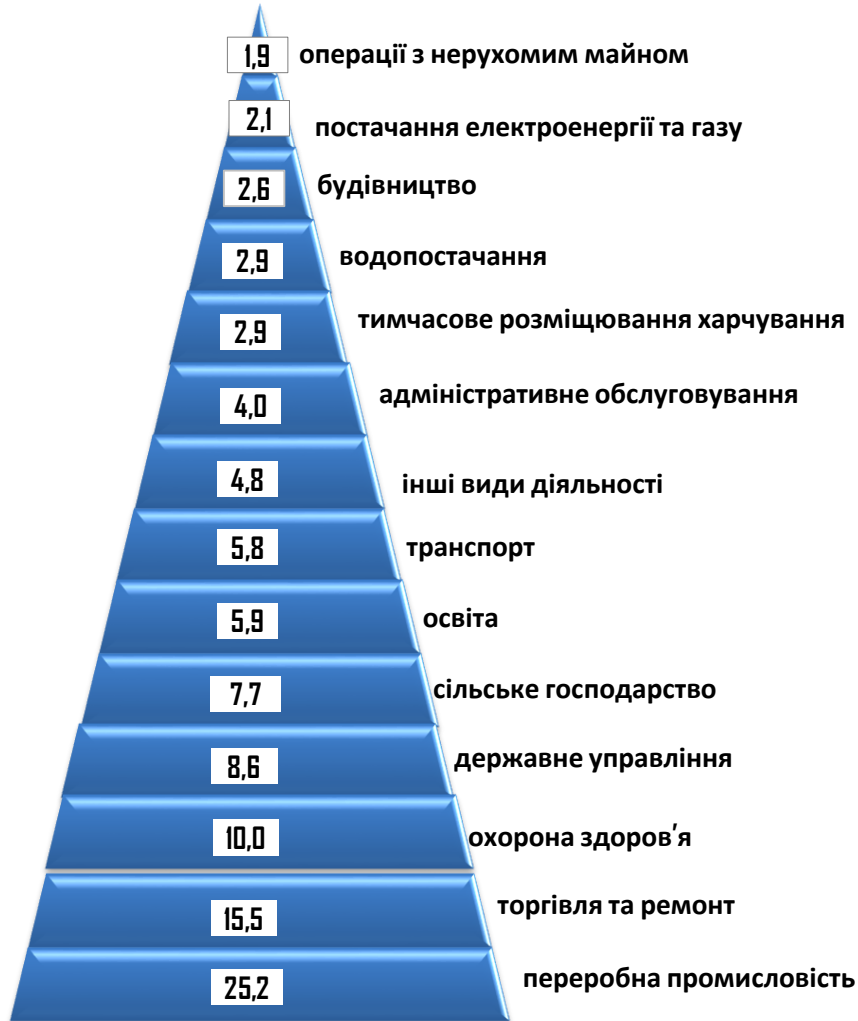 1,9 операції з нерухомим майном
2,1 постачання електроенергії та газу
2,6 будівництво
2,9 водопостачання
2,9 тимчасове розміщювання харчування
4,0 адміністративне обслуговування
4,8 інші види діяльності
5,8 транспорт
5,9 освіта
7,7 сільське господарство
8,6 державне управління
10,0 охорона здоров'я
15,5 торгівля та ремонт
25,2 переробна промисловість